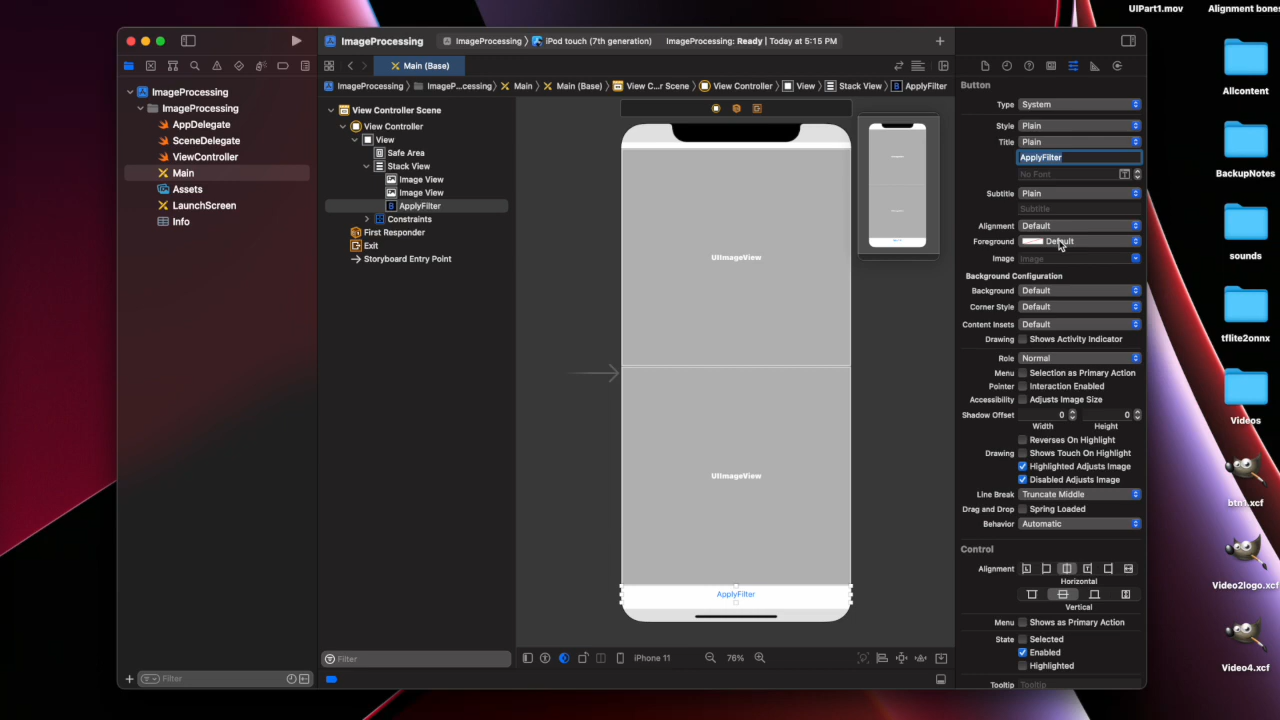 UIPart1.mov
Alignment bones
ImageProcessing
ImageProcessing
iPod touch (7th generation)
ImageProcessing: Ready | Today at 5:15 PM
Main (Base)
ImageProcessing
ImageP...cessing
Main
Main (Base)
View C...r Scene
View Controller
View
Stack View
B
ApplyFilter
ImageProcessing
ImageProcessing
AppDelegate
SceneDelegate
ViewController
Main
Assets
LaunchScreen
Info
View Controller Scene
View Controller
View
Safe Area
Stack View
Image View
Image View
B ApplyFilter
Constraints
First Responder
Exit
Storyboard Entry Point
UIImageView
UIImageView
ApplyFilter
Button
Type System
Style Plain
Title Plain
ApplyFilter
No Font
Subtitle Plain
Subtitle
Alignment Default
Foreground Default
Image Image
Background Configuration
Background Default
Corner Style Default
Content Insets Default
Drawing Shows Activity Indicator
Role Normal
Menu Selection as Primary Action
Pointer Interaction Enabled
Accessibility Adjusts Image Size
Shadow Offset 0 0
Width Height
Reverses On Highlight
Drawing Shows Touch On Highlight
Highlighted Adjusts Image
Disabled Adjusts Image
Line Break Truncate Middle
Drag and Drop Spring Loaded
Behavior Automatic
Control
Alignment
Horizontal
Vertical
Menu Shows as Primary Action
State Selected
Enabled
Highlighted
Tooltip Tooltip
Filter
Filter
iPhone 11
76%
Allcontent
BackupNotes
sounds
tflite2onnx
Videos
btn1.xcf
Video2logo.xcf
Video4.xcf